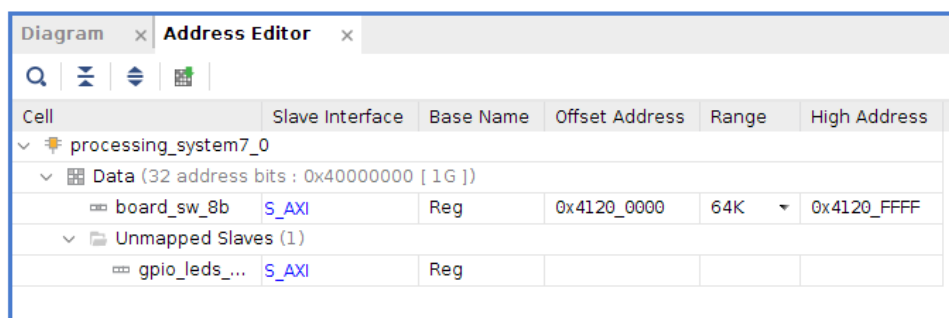 Diagram Address Editor
Cell Slave Interface Base Name Offset Address Range High Address
processing_system7_0
Data (32 address bits : 0x40000000 [ 1G ])
board_sw_8b S_AXI Reg 0x4120_0000 64K 0x4120_FFFF
Unmapped Slaves (1)
gpio_leds_... S_AXI Reg